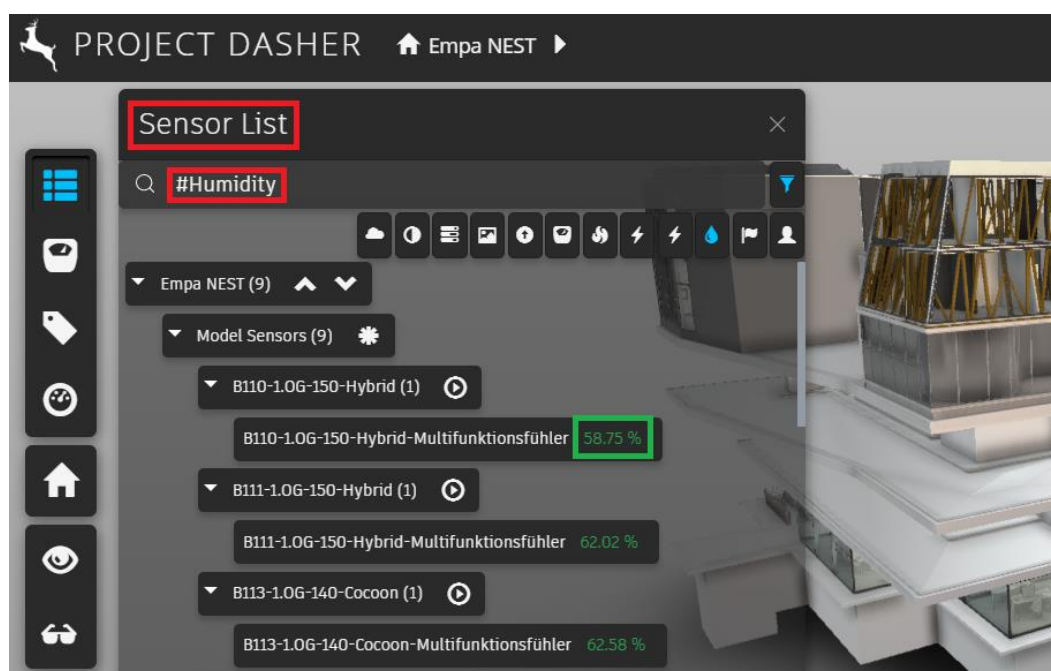 PROJECT DASHER Empa NEST
Sensor List
#Humidity
Empa NEST (9)
Model Sensors (9)
B110-1.OG-150-Hybrid (1)
B110-1.OG-150-Hybrid-Multifunktionsfühler 58.75 %
B111-1.OG-150-Hybrid (1)
B111-1.OG-150-Hybrid-Multifunktionsfühler 62.02 %
B113-1.OG-140-Cocoon (1)
B113-1.OG-140-Cocoon-Multifunktionsfühler 62.58 %